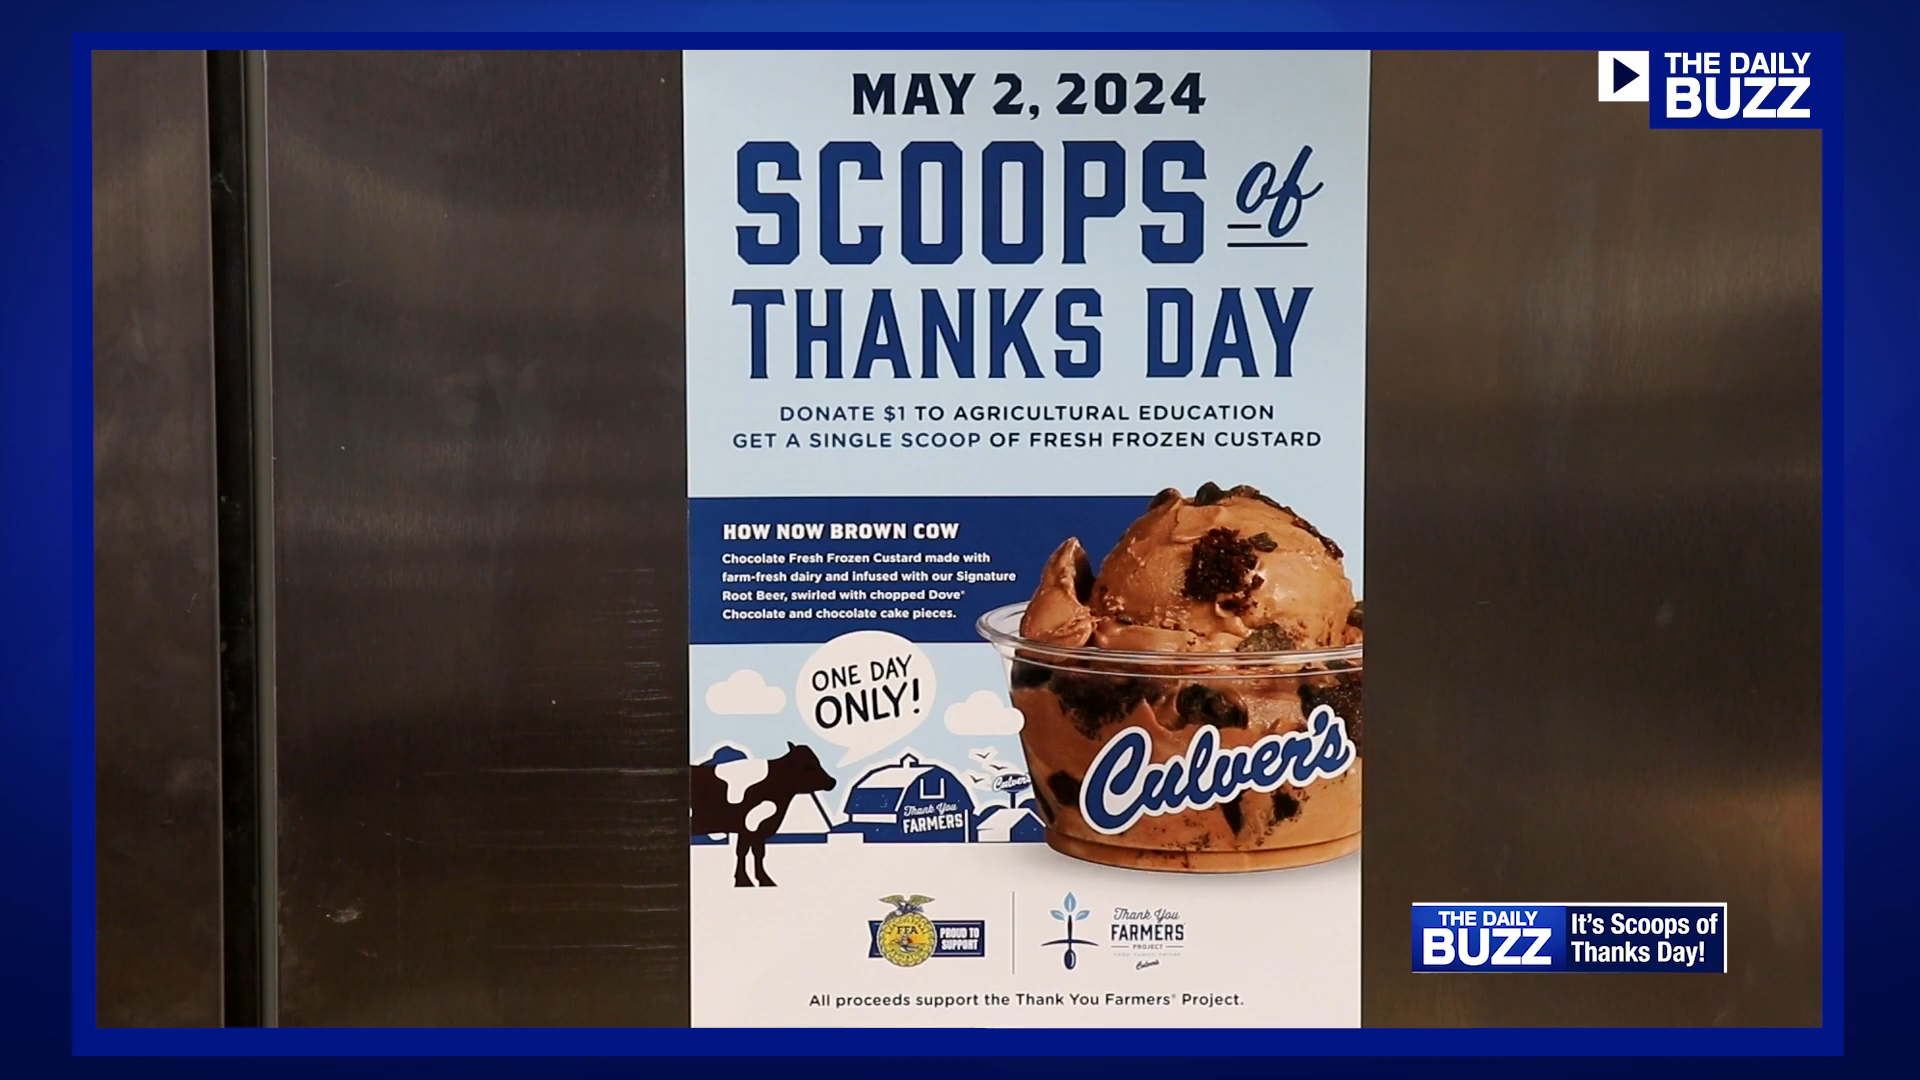 THE DAILY
BUZZ
MAY 2, 2024
SCOOPS of
THANKS DAY
DONATE $1 TO AGRICULTURAL EDUCATION
GET A SINGLE SCOOP OF FRESH FROZEN CUSTARD
HOW NOW BROWN COW
Chocolate Fresh Frozen Custard made with
farm-fresh dairy and infused with our Signature
Root Beer, swirled with chopped Dove®
Chocolate and chocolate cake pieces.
ONE DAY
ONLY!
Culver's
Thank You
FARMERS
Culver's
FFA
PROUD TO
SUPPORT
Thank You
FARMERS
PROJECT
Culver's
All proceeds support the Thank You Farmers® Project.
THE DAILY
BUZZ
It's Scoops of
Thanks Day!